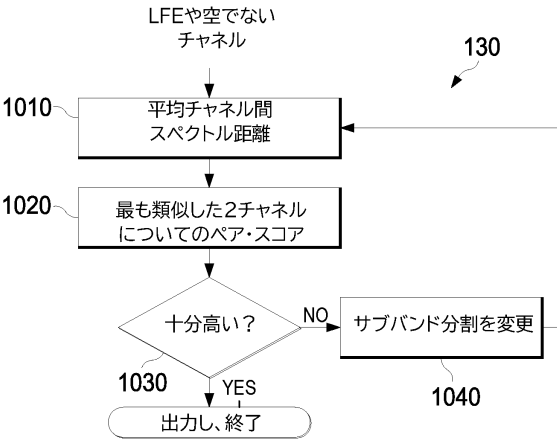 LFEや空でない
チャネル
130
1010
平均チャネル間
スペクトル距離
1020
最も類似した2チャネル
についてのペア・スコア
十分高い?
NO
サブバンド分割を変更
1030
1040
YES
出力し、終了